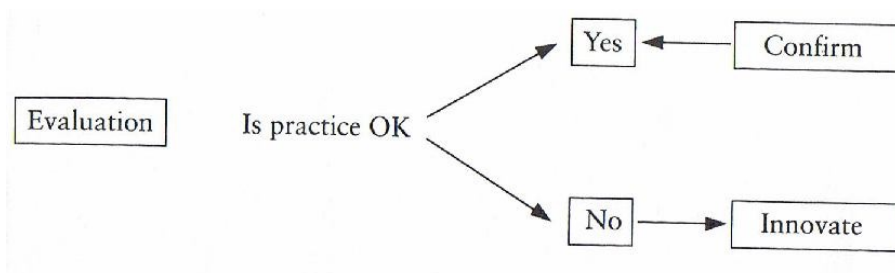 Yes
Confirm
Evaluation
Is practice OK
No
Innovate